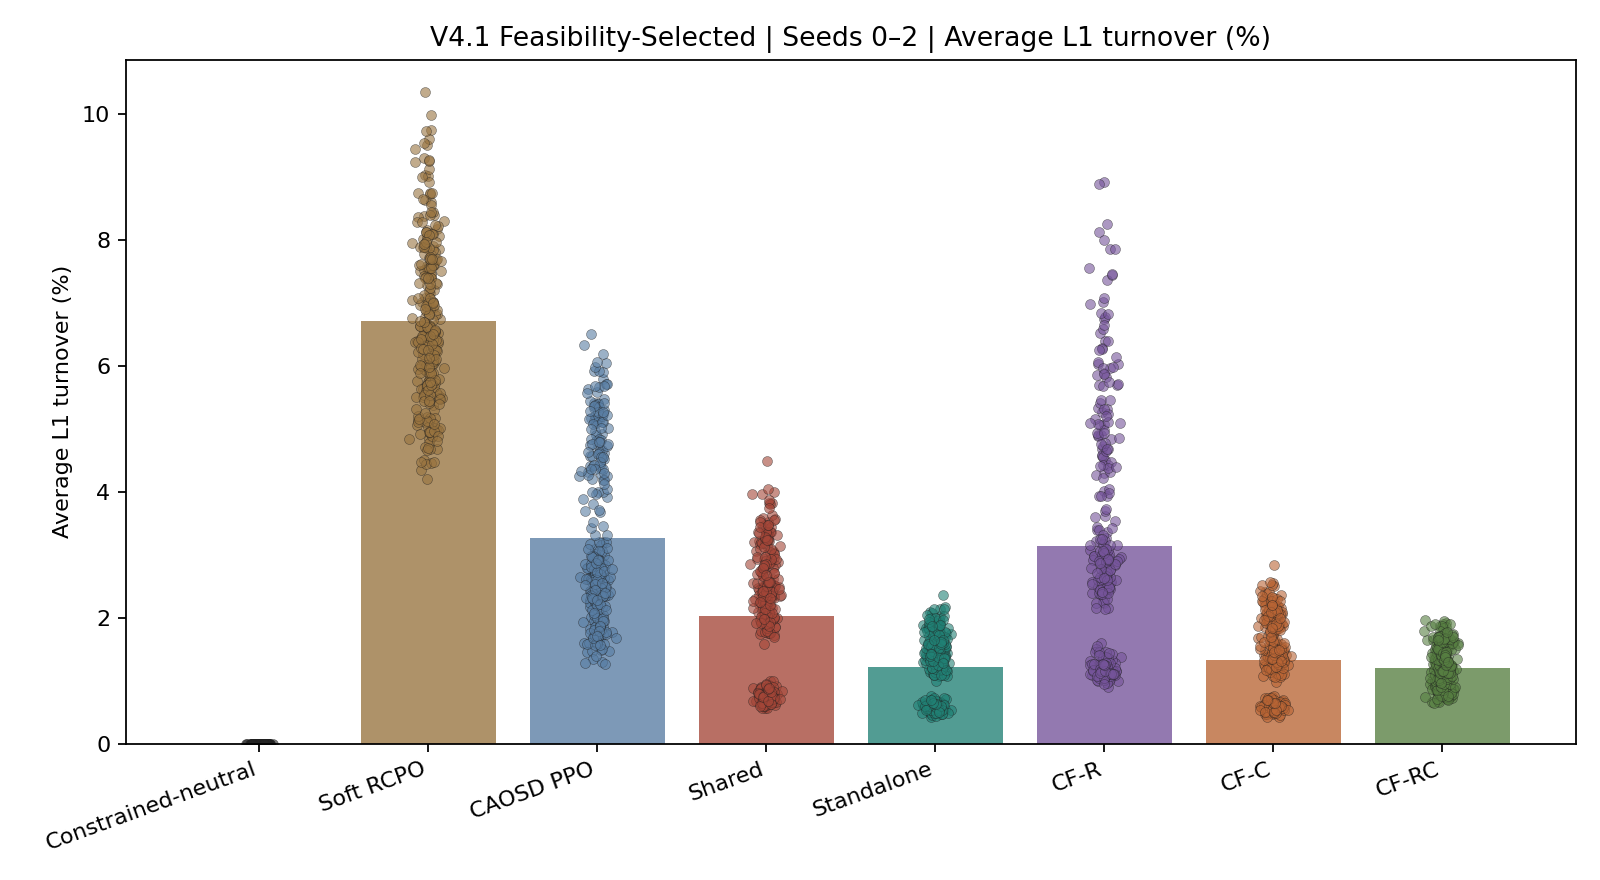 V4.1 Feasibility-Selected | Seeds 0–2 | Average L1 turnover (%)
Average L1 turnover (%)
10
8
6
4
2
0
Constrained-neutral
Soft RCPO
CAOSD PPO
Shared
Standalone
CF-R
CF-C
CF-RC